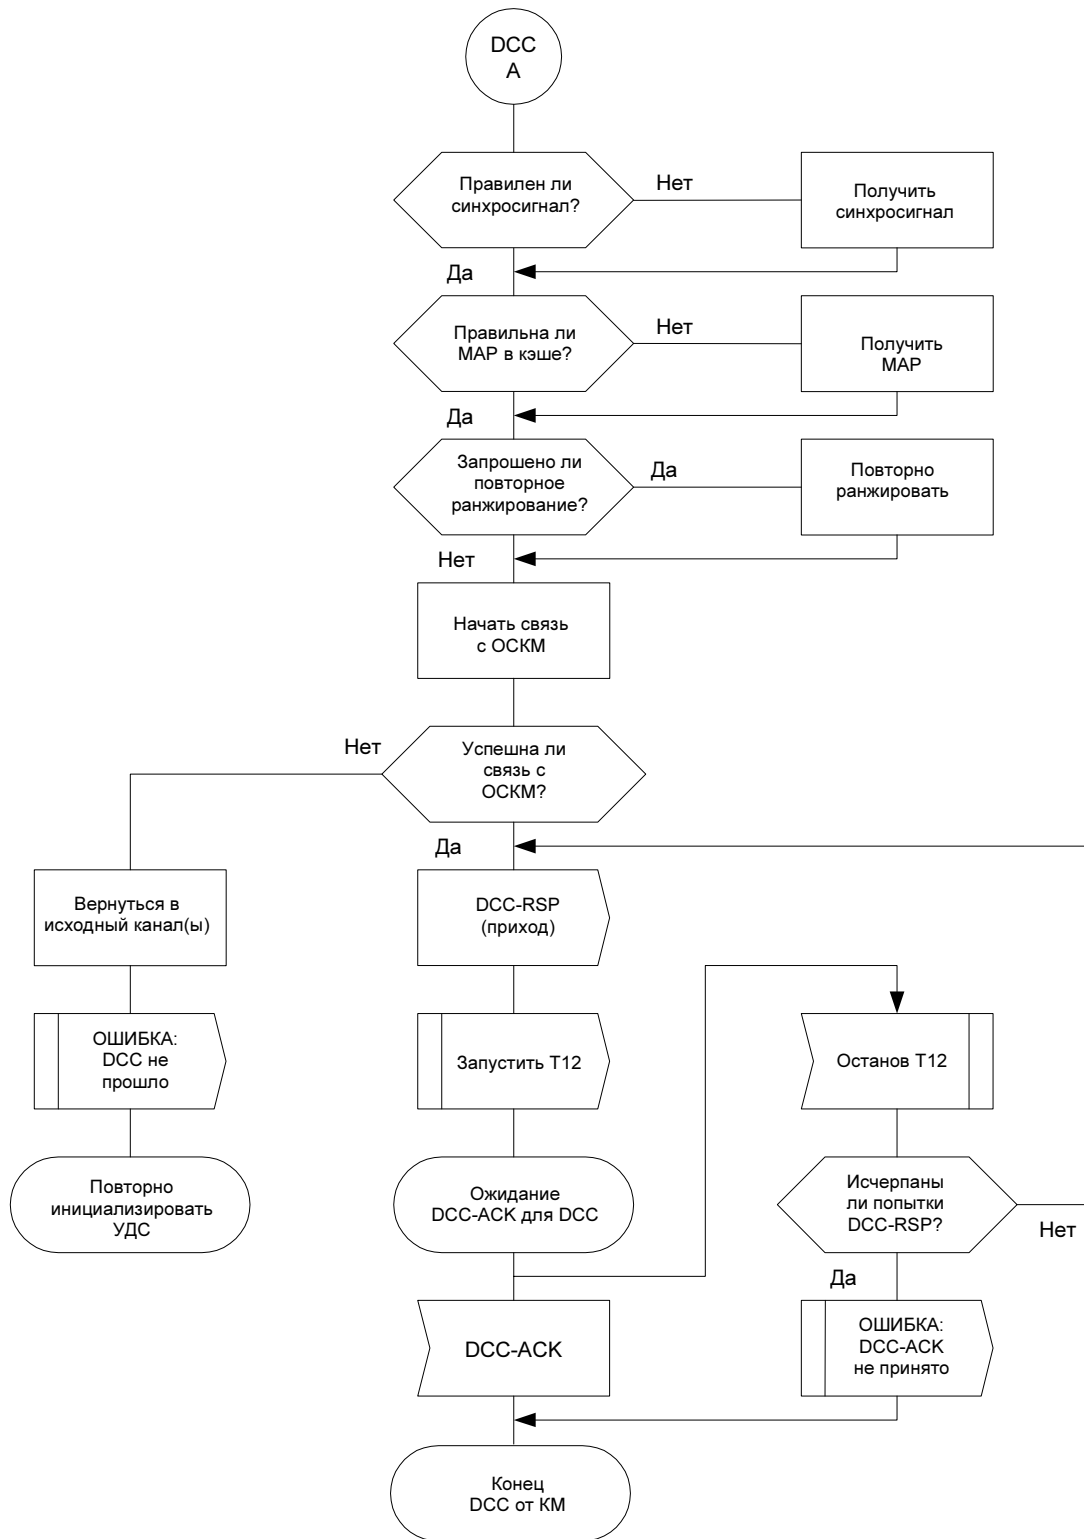 DCC
A
Правилен ли
синхросигнал?
Нет
Получить
синхросигнал
Да
Правильна ли
MAP в кэше?
Нет
Получить
MAP
Да
Запрошено ли
повторное
ранжирование?
Да
Повторно
ранжировать
Нет
Начать связь
с ОСКМ
Успешна ли
связь с
ОСКМ?
Нет
Да
Вернуться в
исходный канал(ы)
DCC-RSP
(приход)
ОШИБКА:
DCC не
прошло
Запустить T12
Останов T12
Повторно
инициализировать
УДС
Ожидание
DCC-ACK для DCC
Исчерпаны
ли попытки
DCC-RSP?
Нет
Да
DCC-ACK
ОШИБКА:
DCC-ACK
не принято
Конец
DCC от КМ